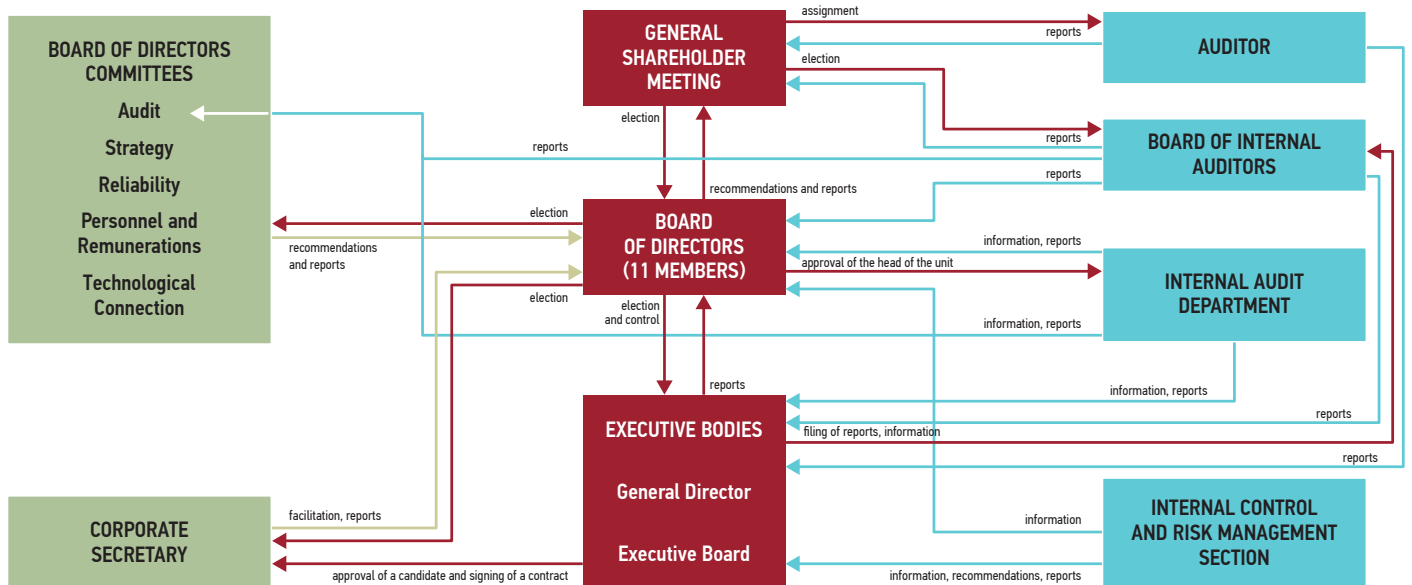 BOARD OF DIRECTORS
COMMITTEES
Audit
Strategy
Reliability
Personnel and
Remunerations
Technological
Connection
GENERAL
SHAREHOLDER
MEETING
assignment
reports
election
AUDITOR
election
reports
reports
BOARD OF INTERNAL
AUDITORS
reports
recommendations and reports
election
recommendations
and reports
BOARD
OF DIRECTORS
(11 MEMBERS)
information, reports
approval of the head of the unit
INTERNAL AUDIT
DEPARTMENT
election
election
and control
information, reports
reports
information, reports
reports
EXECUTIVE BODIES
General Director
Executive Board
filing of reports, information
reports
CORPORATE
SECRETARY
facilitation, reports
approval of a candidate and signing of a contract
information
information, recommendations, reports
INTERNAL CONTROL
AND RISK MANAGEMENT
SECTION